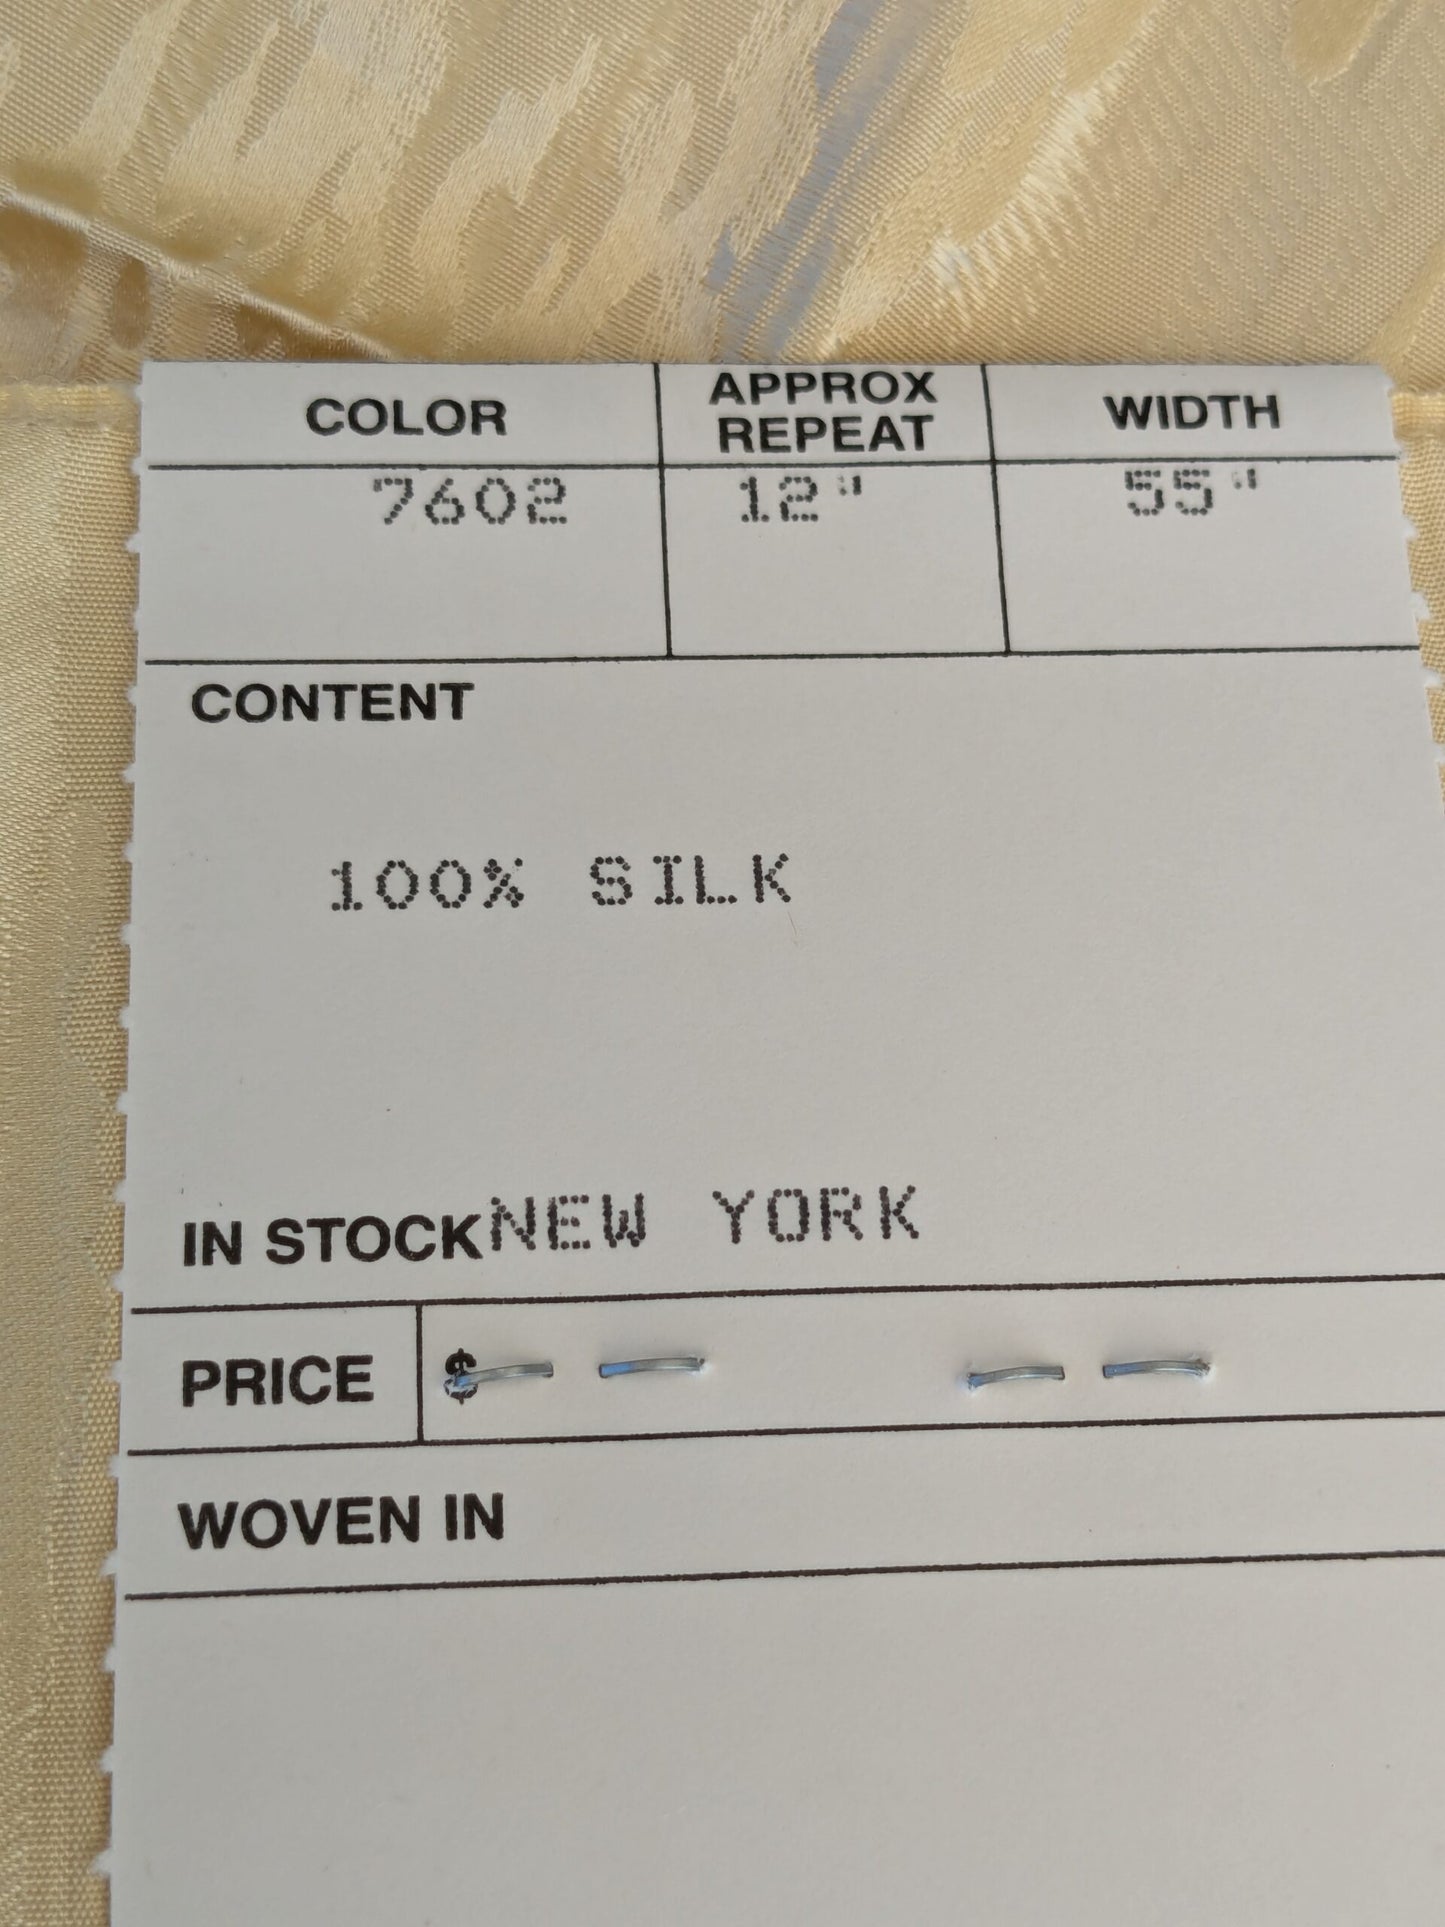 COLOR APPROX REPEAT WIDTH
7602 12" 55"
CONTENT
100% SILK
IN STOCK NEW YORK
PRICE $
WOVEN IN